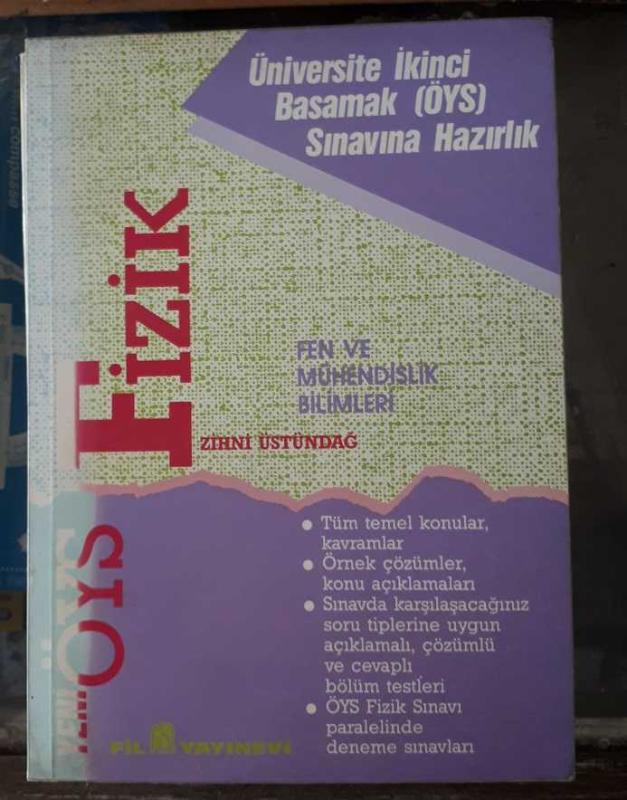 Üniversite İkinci
Basamak (ÖYS)
Sınavına Hazırlık
FİZİK
FEN VE
MÜHENDİSLİK
BİLİMLERİ
ZİHNİ ÜSTÜNDAĞ
YENİ ÖYS
• Tüm temel konular,
kavramlar
• Örnek çözümler,
konu açıklamaları
• Sınavda karşılaşacağınız
soru tiplerine uygun
açıklamalı, çözümlü
ve cevaplı
bölüm testleri
• ÖYS Fizik Sınavı
paralelinde
deneme sınavları
FİL YAYINEVİ